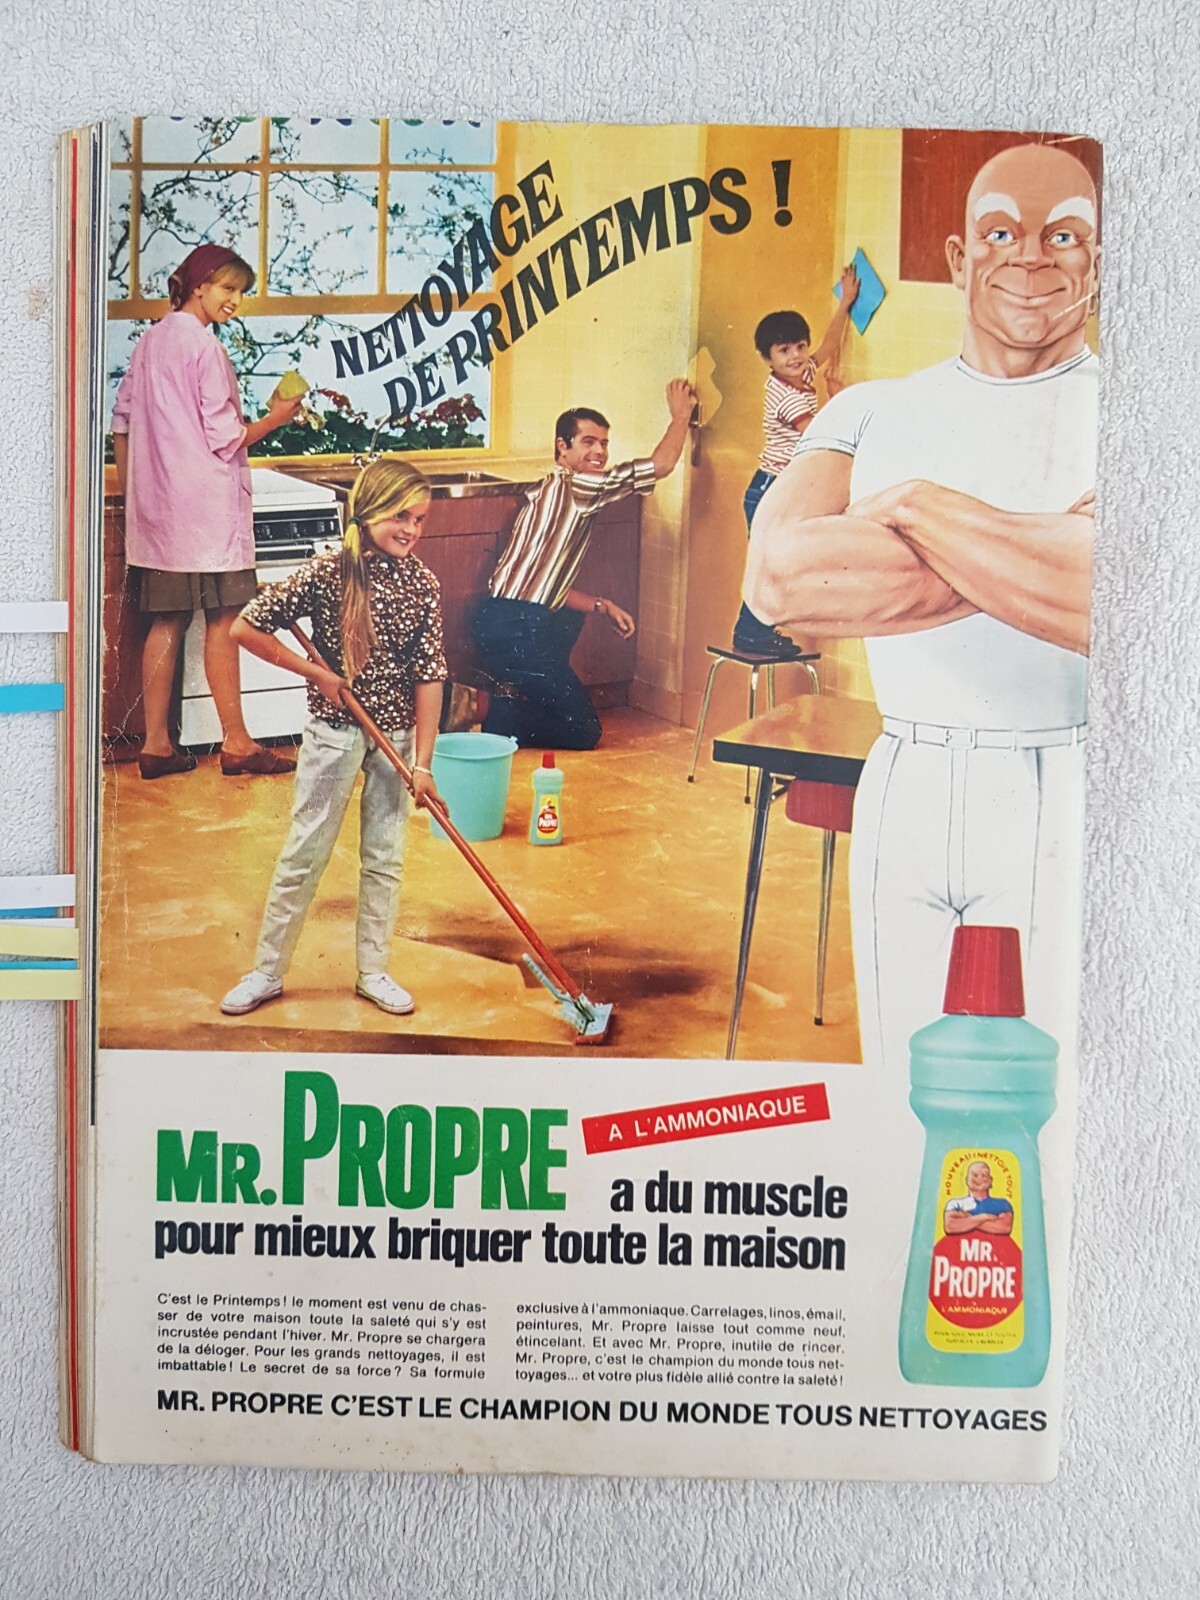 NETTOYAGE
DE PRINTEMPS !
MR. PROPRE
NOUVEAU! NETTOIE TOUT
MR.
PROPRE
L'AMMONIAQUE
MR. PROPRE
A L'AMMONIAQUE
a du muscle
pour mieux briquer toute la maison
C'est le Printemps! le moment est venu de chas-
ser de votre maison toute la saleté qui s'y est
incrustée pendant l'hiver. Mr. Propre se chargera
de la déloger. Pour les grands nettoyages, il est
imbattable! Le secret de sa force? Sa formule
exclusive à l'ammoniaque. Carrelages, linos, émail,
peintures, Mr. Propre laisse tout comme neuf,
étincelant. Et avec Mr. Propre, inutile de rincer.
Mr. Propre, c'est le champion du monde tous net-
toyages... et votre plus fidèle allié contre la saleté!
MR. PROPRE C'EST LE CHAMPION DU MONDE TOUS NETTOYAGES